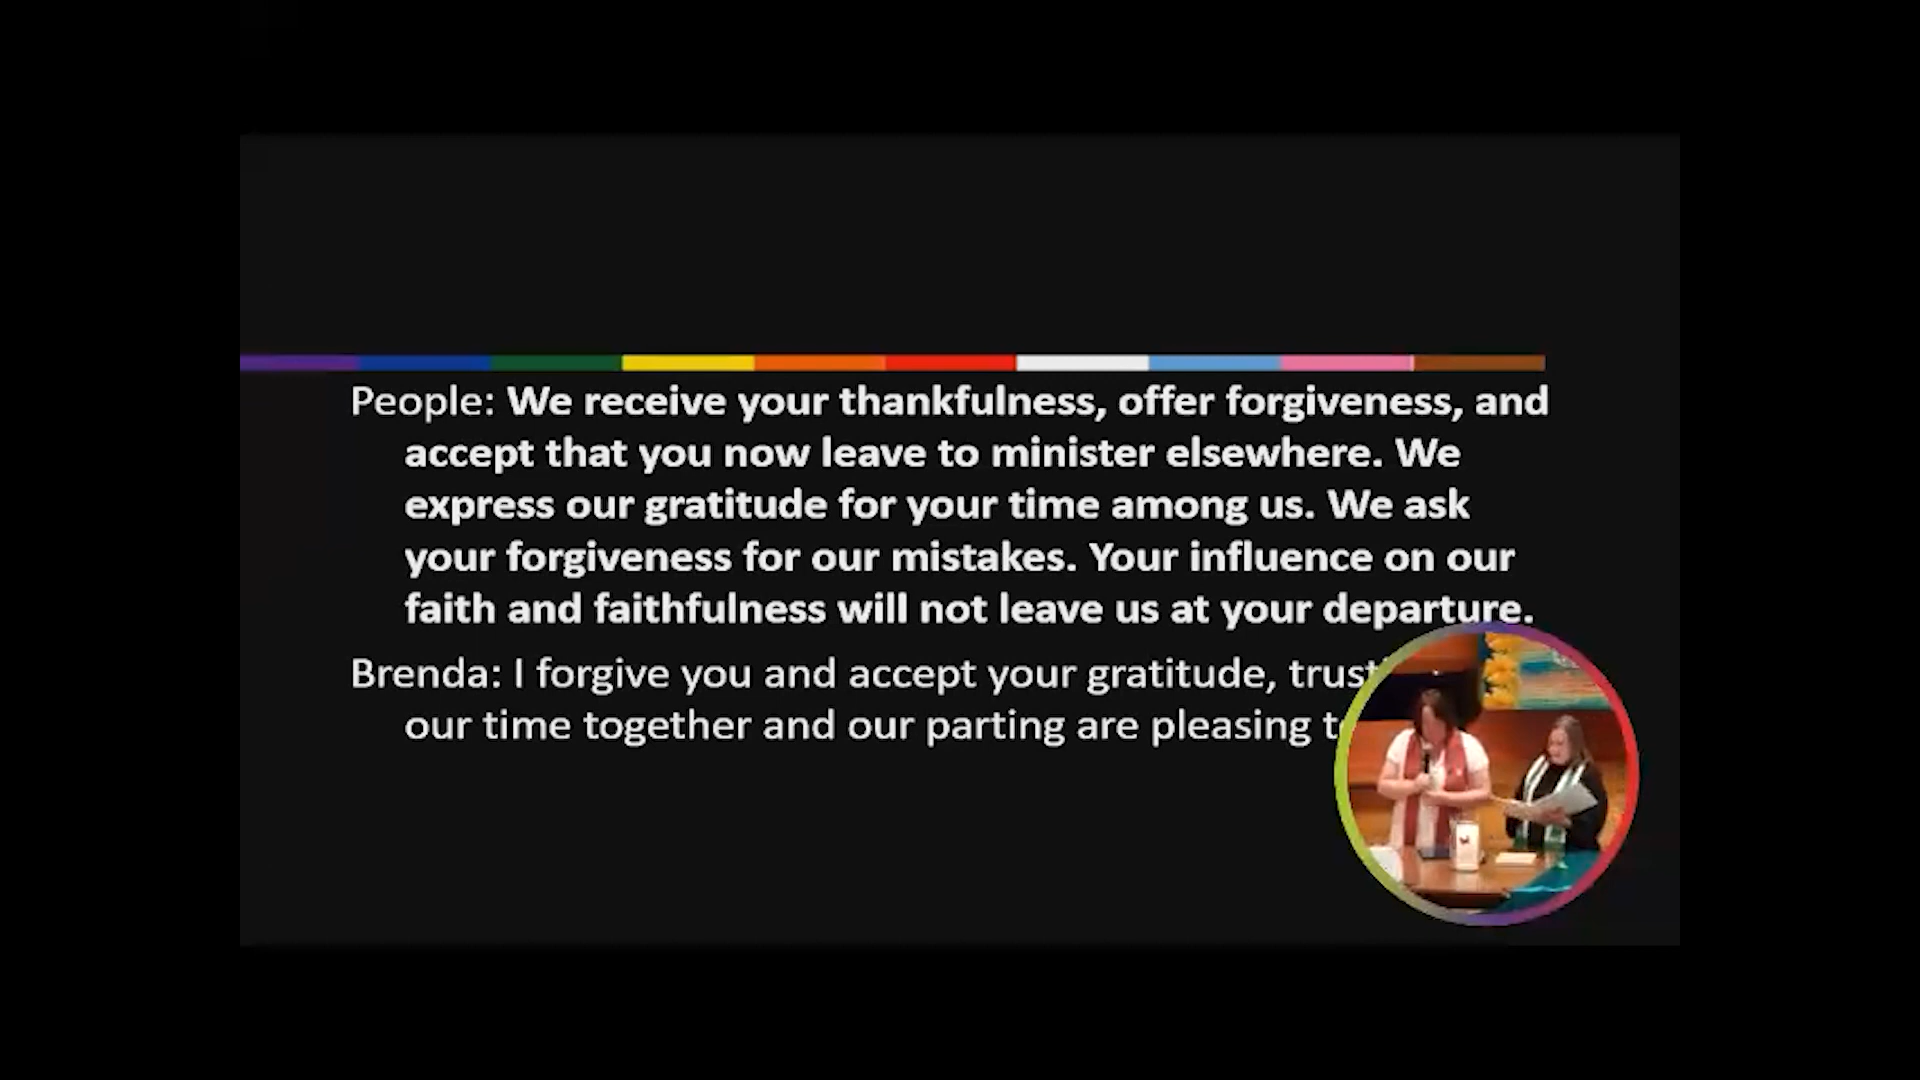 People: We receive your thankfulness, offer forgiveness, and
accept that you now leave to minister elsewhere. We
express our gratitude for your time among us. We ask
your forgiveness for our mistakes. Your influence on our
faith and faithfulness will not leave us at your departure.
Brenda: I forgive you and accept your gratitude,
our time together and our parting are pleasing